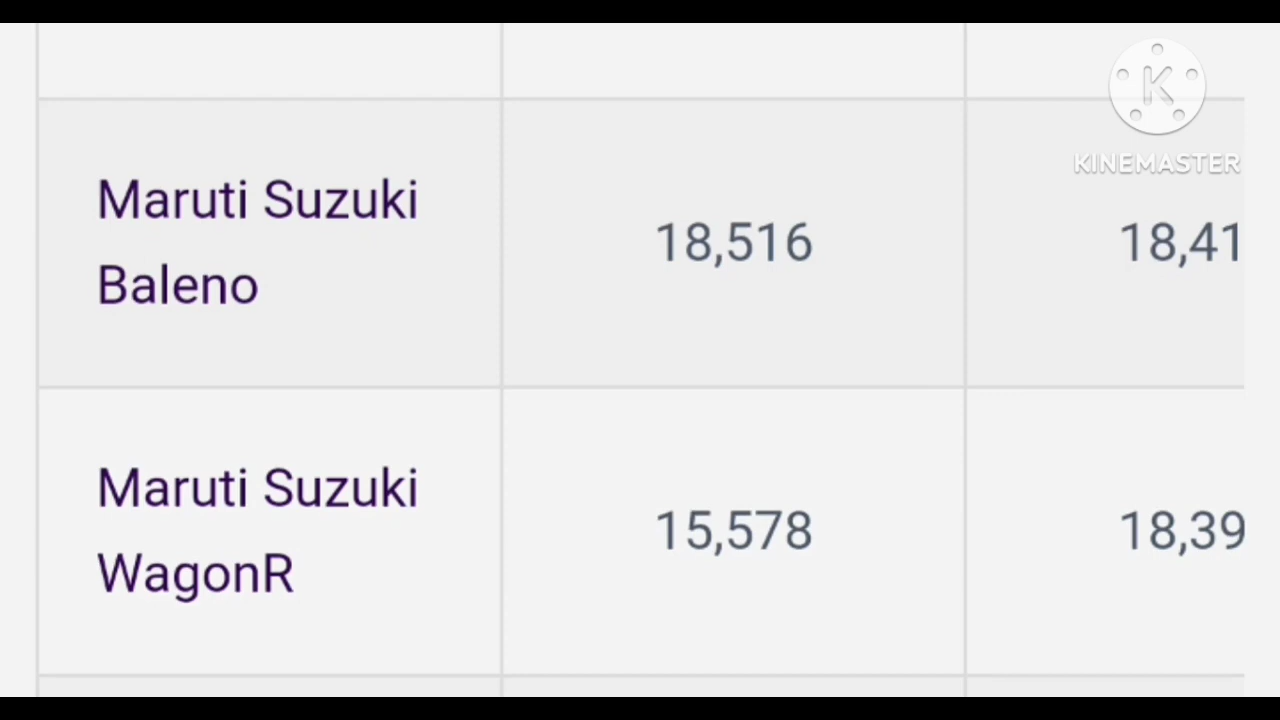 K
KINEMASTER
Maruti Suzuki
Baleno
18,516
18,41
Maruti Suzuki
WagonR
15,578
18,39